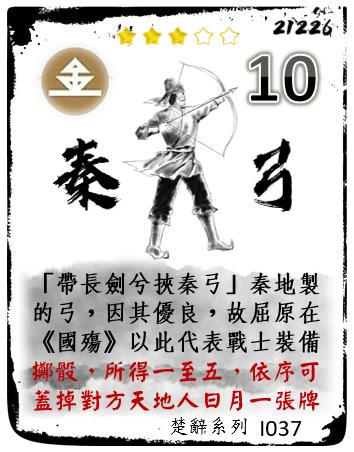 21226
金
10
秦 弓
「帶長劍兮挾秦弓」秦地製
的弓，因其優良，故屈原在
《國殤》以此代表戰士裝備
擲骰，所得一至五，依序可
蓋掉對方天地人日月一張牌
楚辭系列 I037